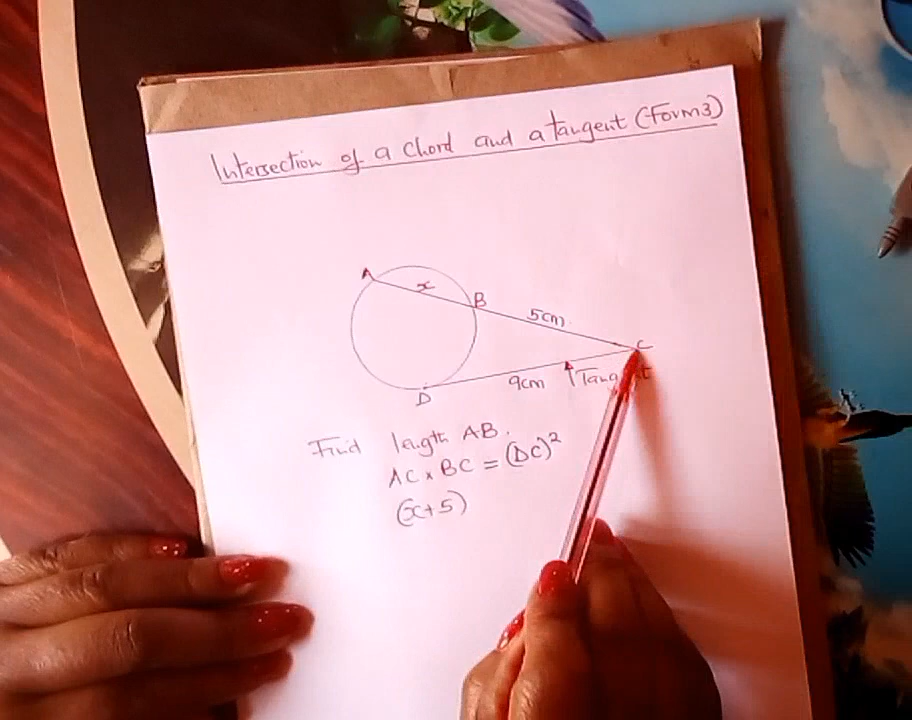 Intersection of a Chord and a tangent (Form3)
A
x
B
5cm
C
9cm
D
Find length AB.
AC x BC = (DC)²
(x+5)